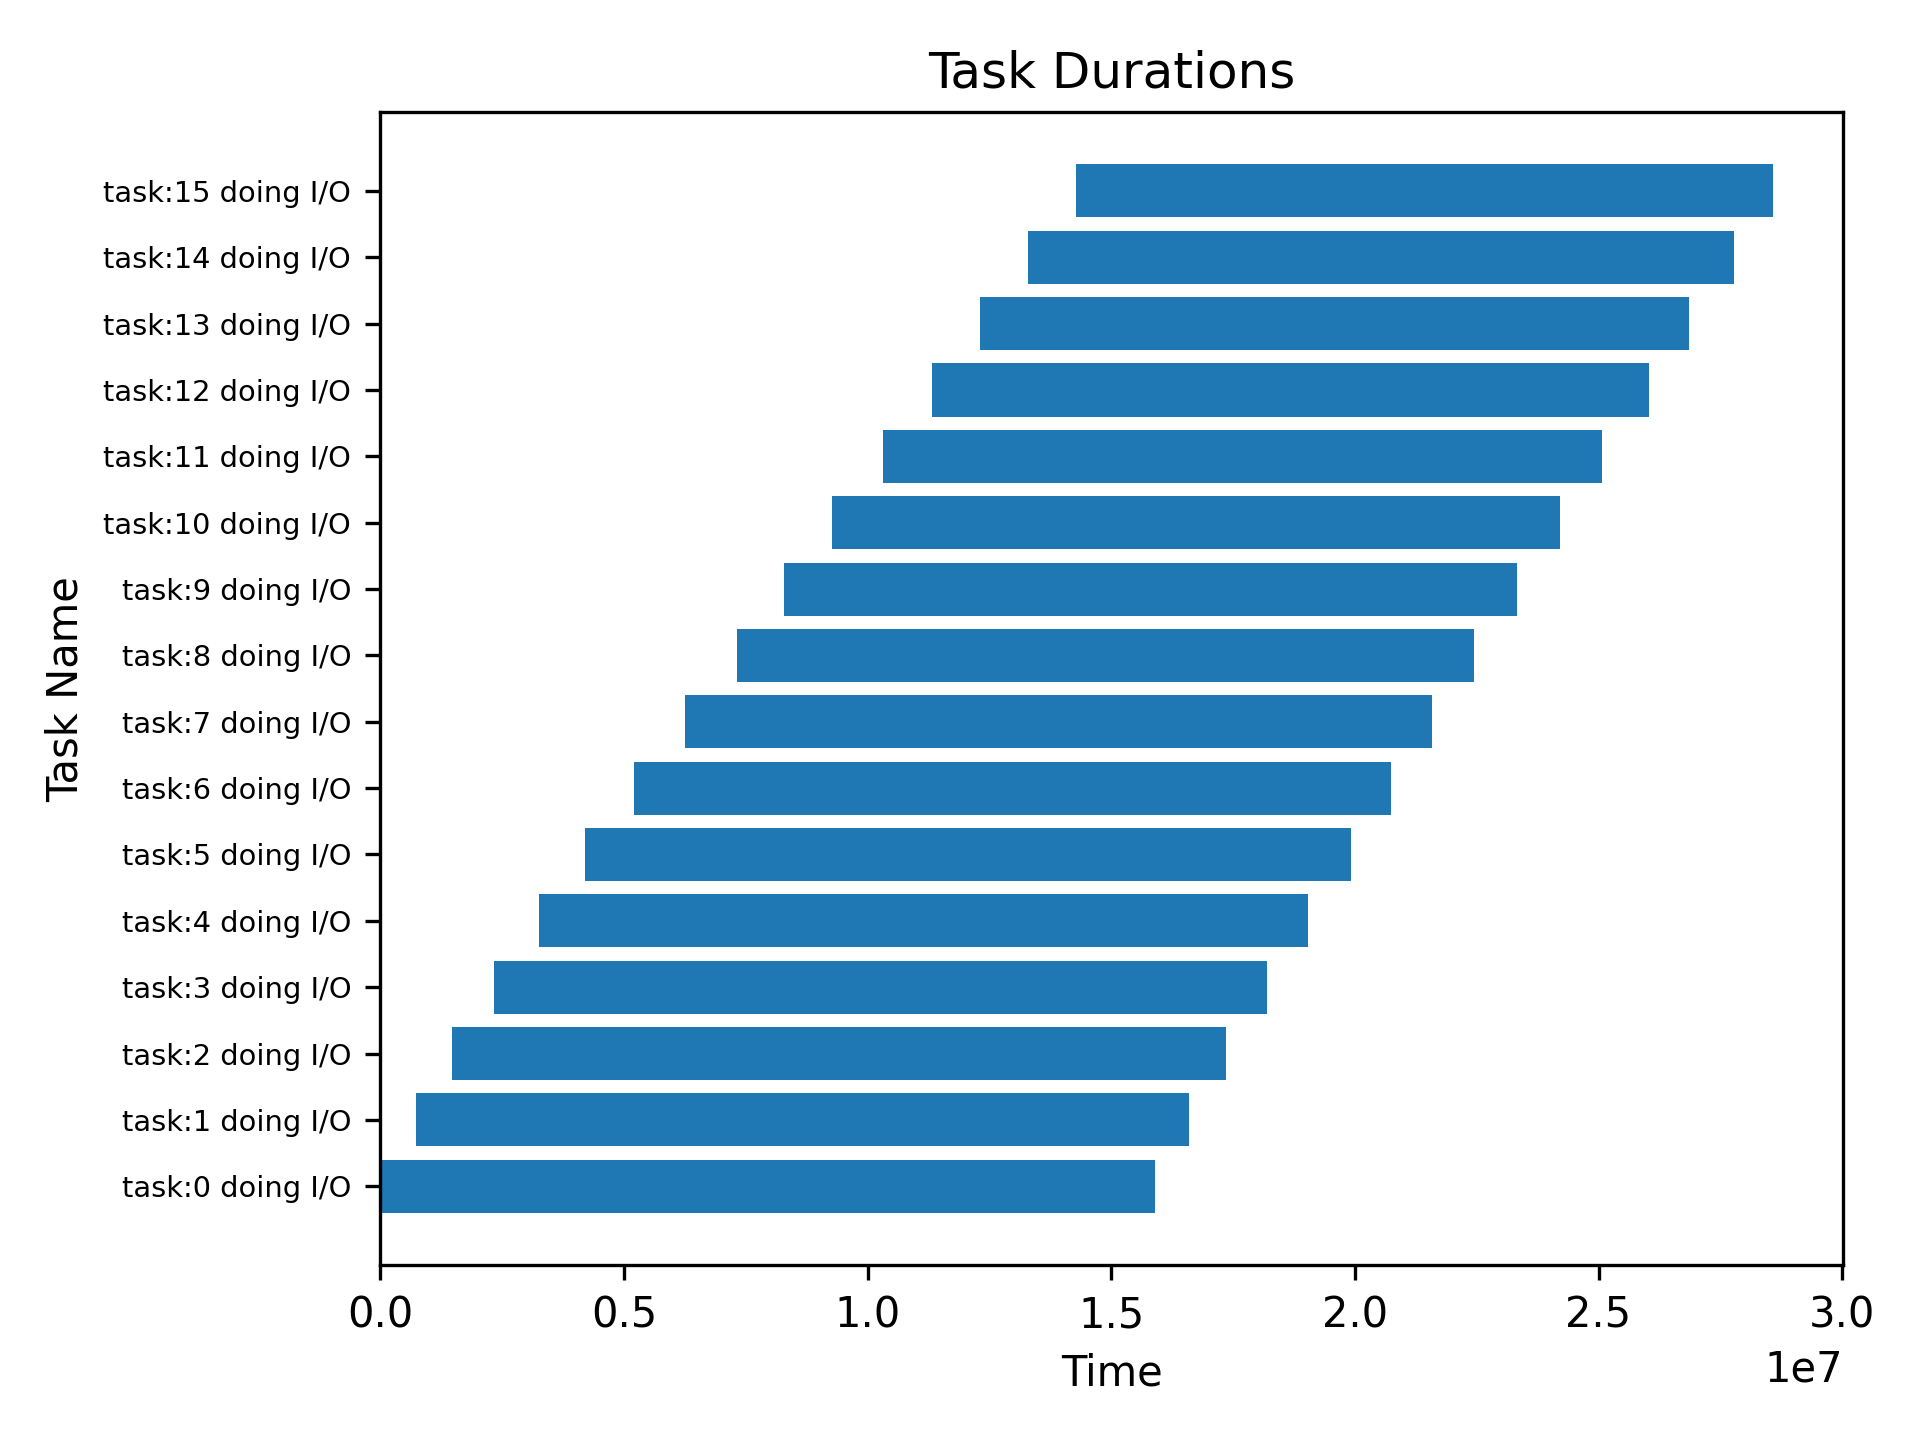 Task Durations
task:15 doing I/O
task:14 doing I/O
task:13 doing I/O
task:12 doing I/O
task:11 doing I/O
task:10 doing I/O
task:9 doing I/O
task:8 doing I/O
task:7 doing I/O
task:6 doing I/O
task:5 doing I/O
task:4 doing I/O
task:3 doing I/O
task:2 doing I/O
task:1 doing I/O
task:0 doing I/O
Task Name
0.0 0.5 1.0 1.5 2.0 2.5 3.0
Time
1e7